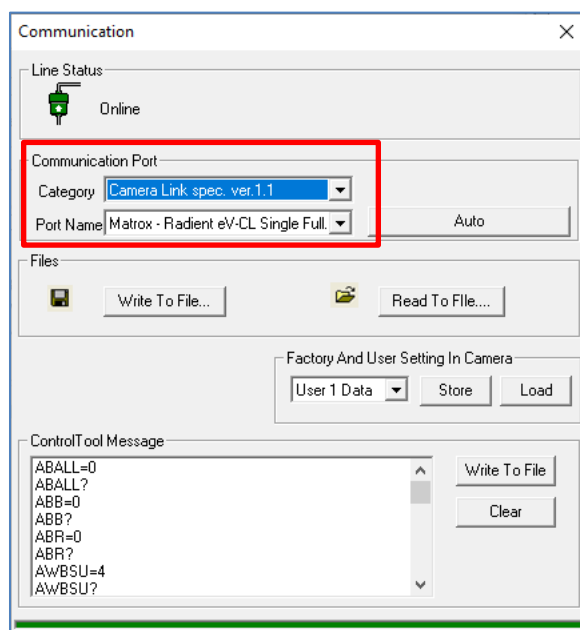 Communication
Line Status
Online
Communication Port
Category Camera Link spec. ver.1.1
Port Name Matrox - Radient eV-CL Single Full. Auto
Files
Write To File... Read To FIle....
Factory And User Setting In Camera
User 1 Data Store Load
ControlTool Message
ABALL=0 Write To File
ABALL?
ABB=0
ABB? Clear
ABR=0
ABR?
AWBSU=4
AWBSU?